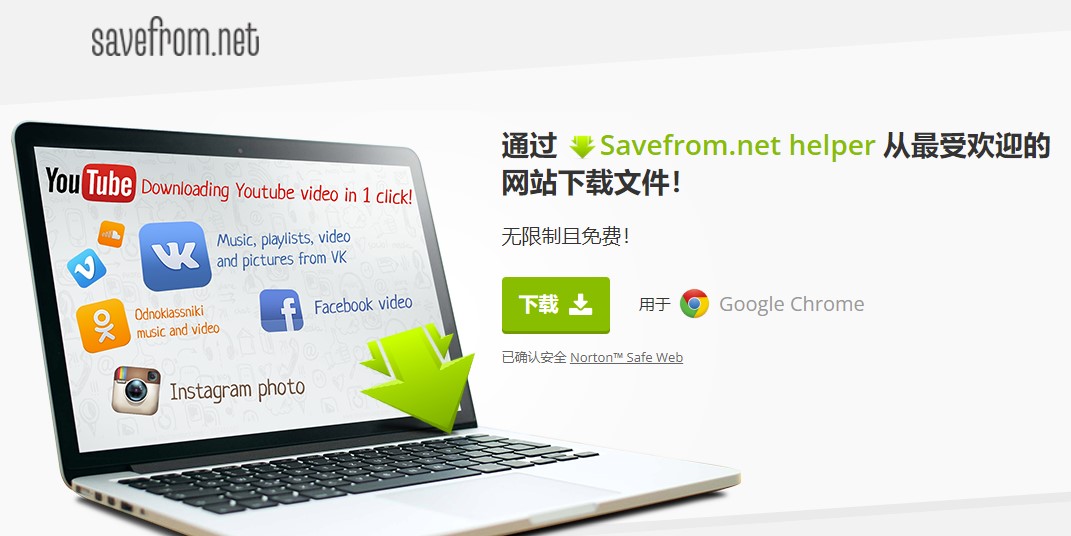 savefrom.net
YouTube Downloading Youtube video in 1 click!
Music, playlists, video
and pictures from VK
Odnoklassniki
music and video
Facebook video
Instagram photo
通过 Savefrom.net helper 从最受欢迎的
网站下载文件！
无限制且免费！
下载 用于 Google Chrome
已确认安全 Norton™ Safe Web